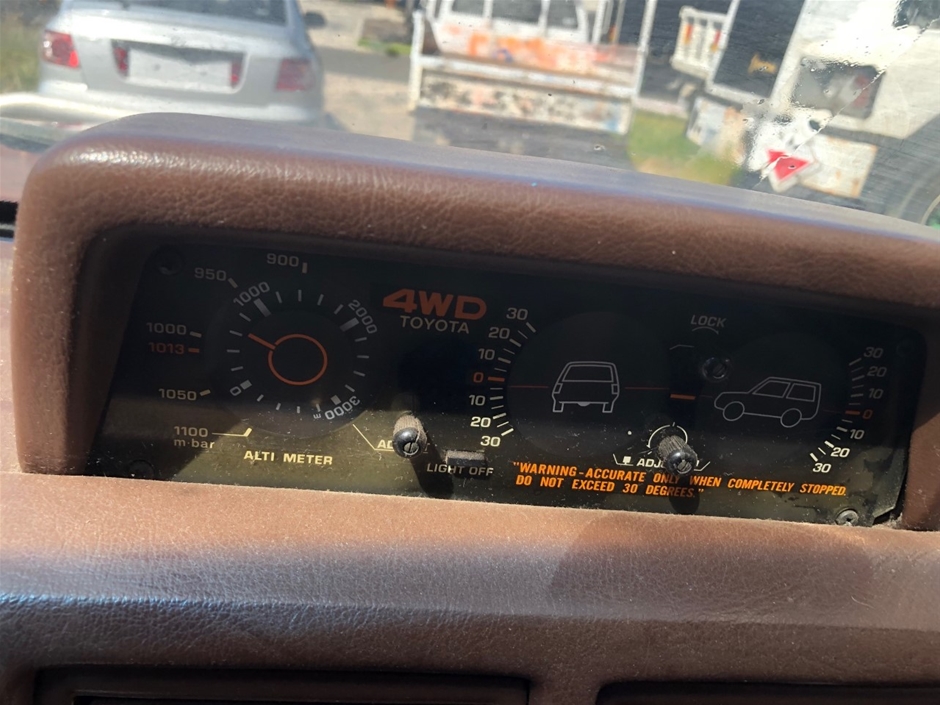 900
950
1000
2000
1000
1013
1050
0
3000
m
1100
m·bar
ALTI METER
4WD
TOYOTA
LIGHT OFF
30
20
10
0
10
20
30
LOCK
30
20
10
0
10
20
30
"WARNING-ACCURATE ONLY WHEN COMPLETELY STOPPED.
DO NOT EXCEED 30 DEGREES."